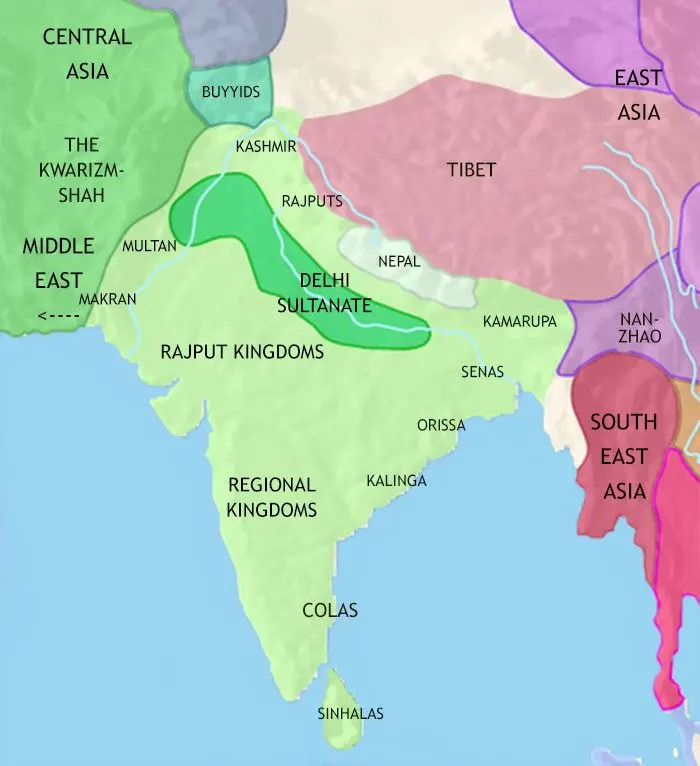 CENTRAL
ASIA
BUYYIDS
EAST
ASIA
THE
KWARIZM-
SHAH
KASHMIR
TIBET
RAJPUTS
MIDDLE
EAST
<----
MULTAN
NEPAL
MAKRAN
DELHI
SULTANATE
KAMARUPA
NAN-
ZHAO
RAJPUT KINGDOMS
SENAS
ORISSA
SOUTH
EAST
ASIA
KALINGA
REGIONAL
KINGDOMS
COLAS
SINHALAS